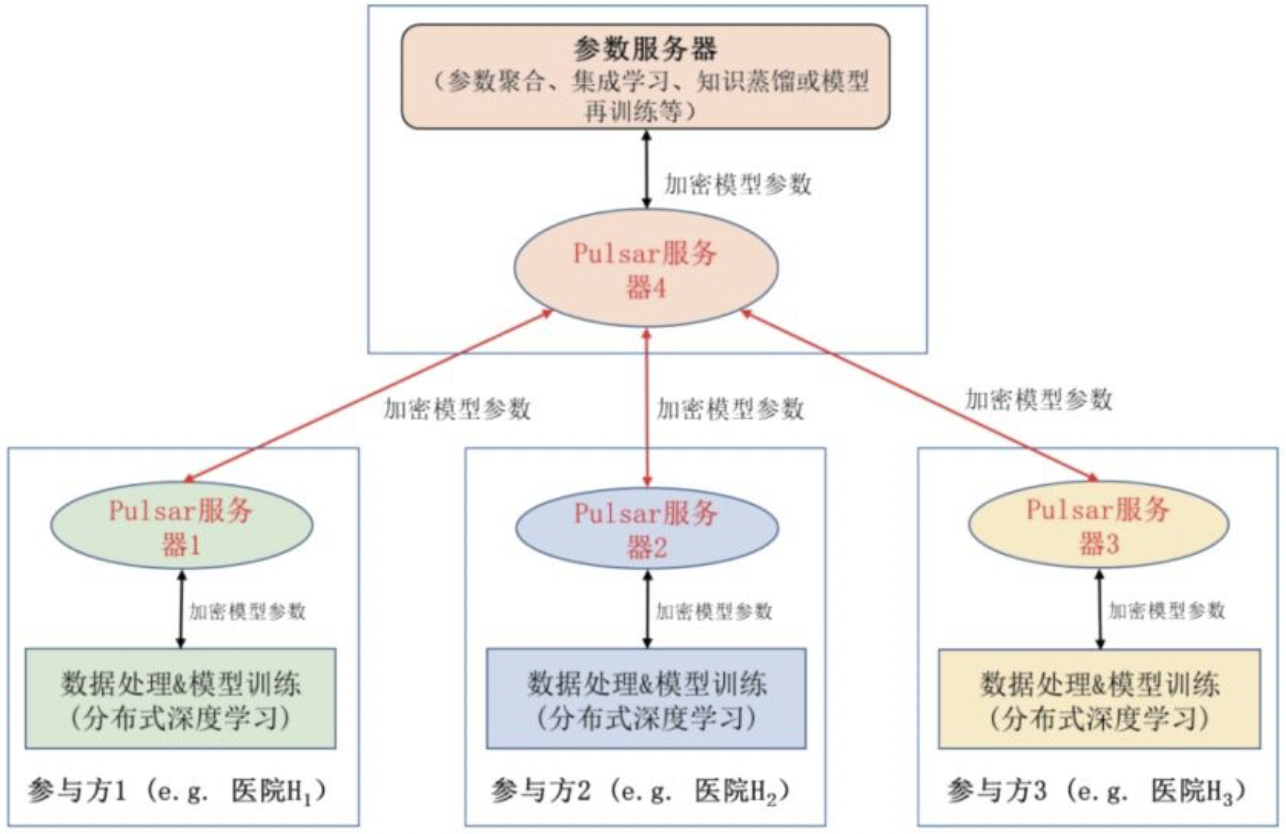 参数服务器
（参数聚合、集成学习、知识蒸馏或模型
再训练等）
加密模型参数
Pulsar服务
器4
加密模型参数
加密模型参数
加密模型参数
Pulsar服务
器1
Pulsar服务
器2
Pulsar服务
器3
加密模型参数
加密模型参数
加密模型参数
数据处理&模型训练
(分布式深度学习)
数据处理&模型训练
(分布式深度学习)
数据处理&模型训练
(分布式深度学习)
参与方1（e.g. 医院H₁）
参与方2（e.g. 医院H₂）
参与方3（e.g. 医院H₃）